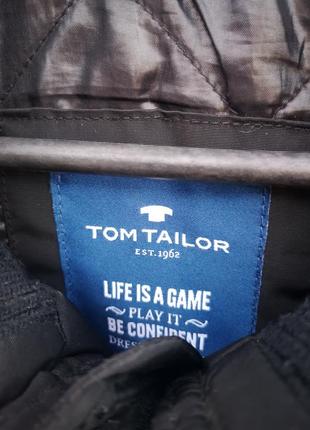 TOM TAILOR
EST. 1962
LIFE IS A GAME
PLAY IT
BE CONFIDENT